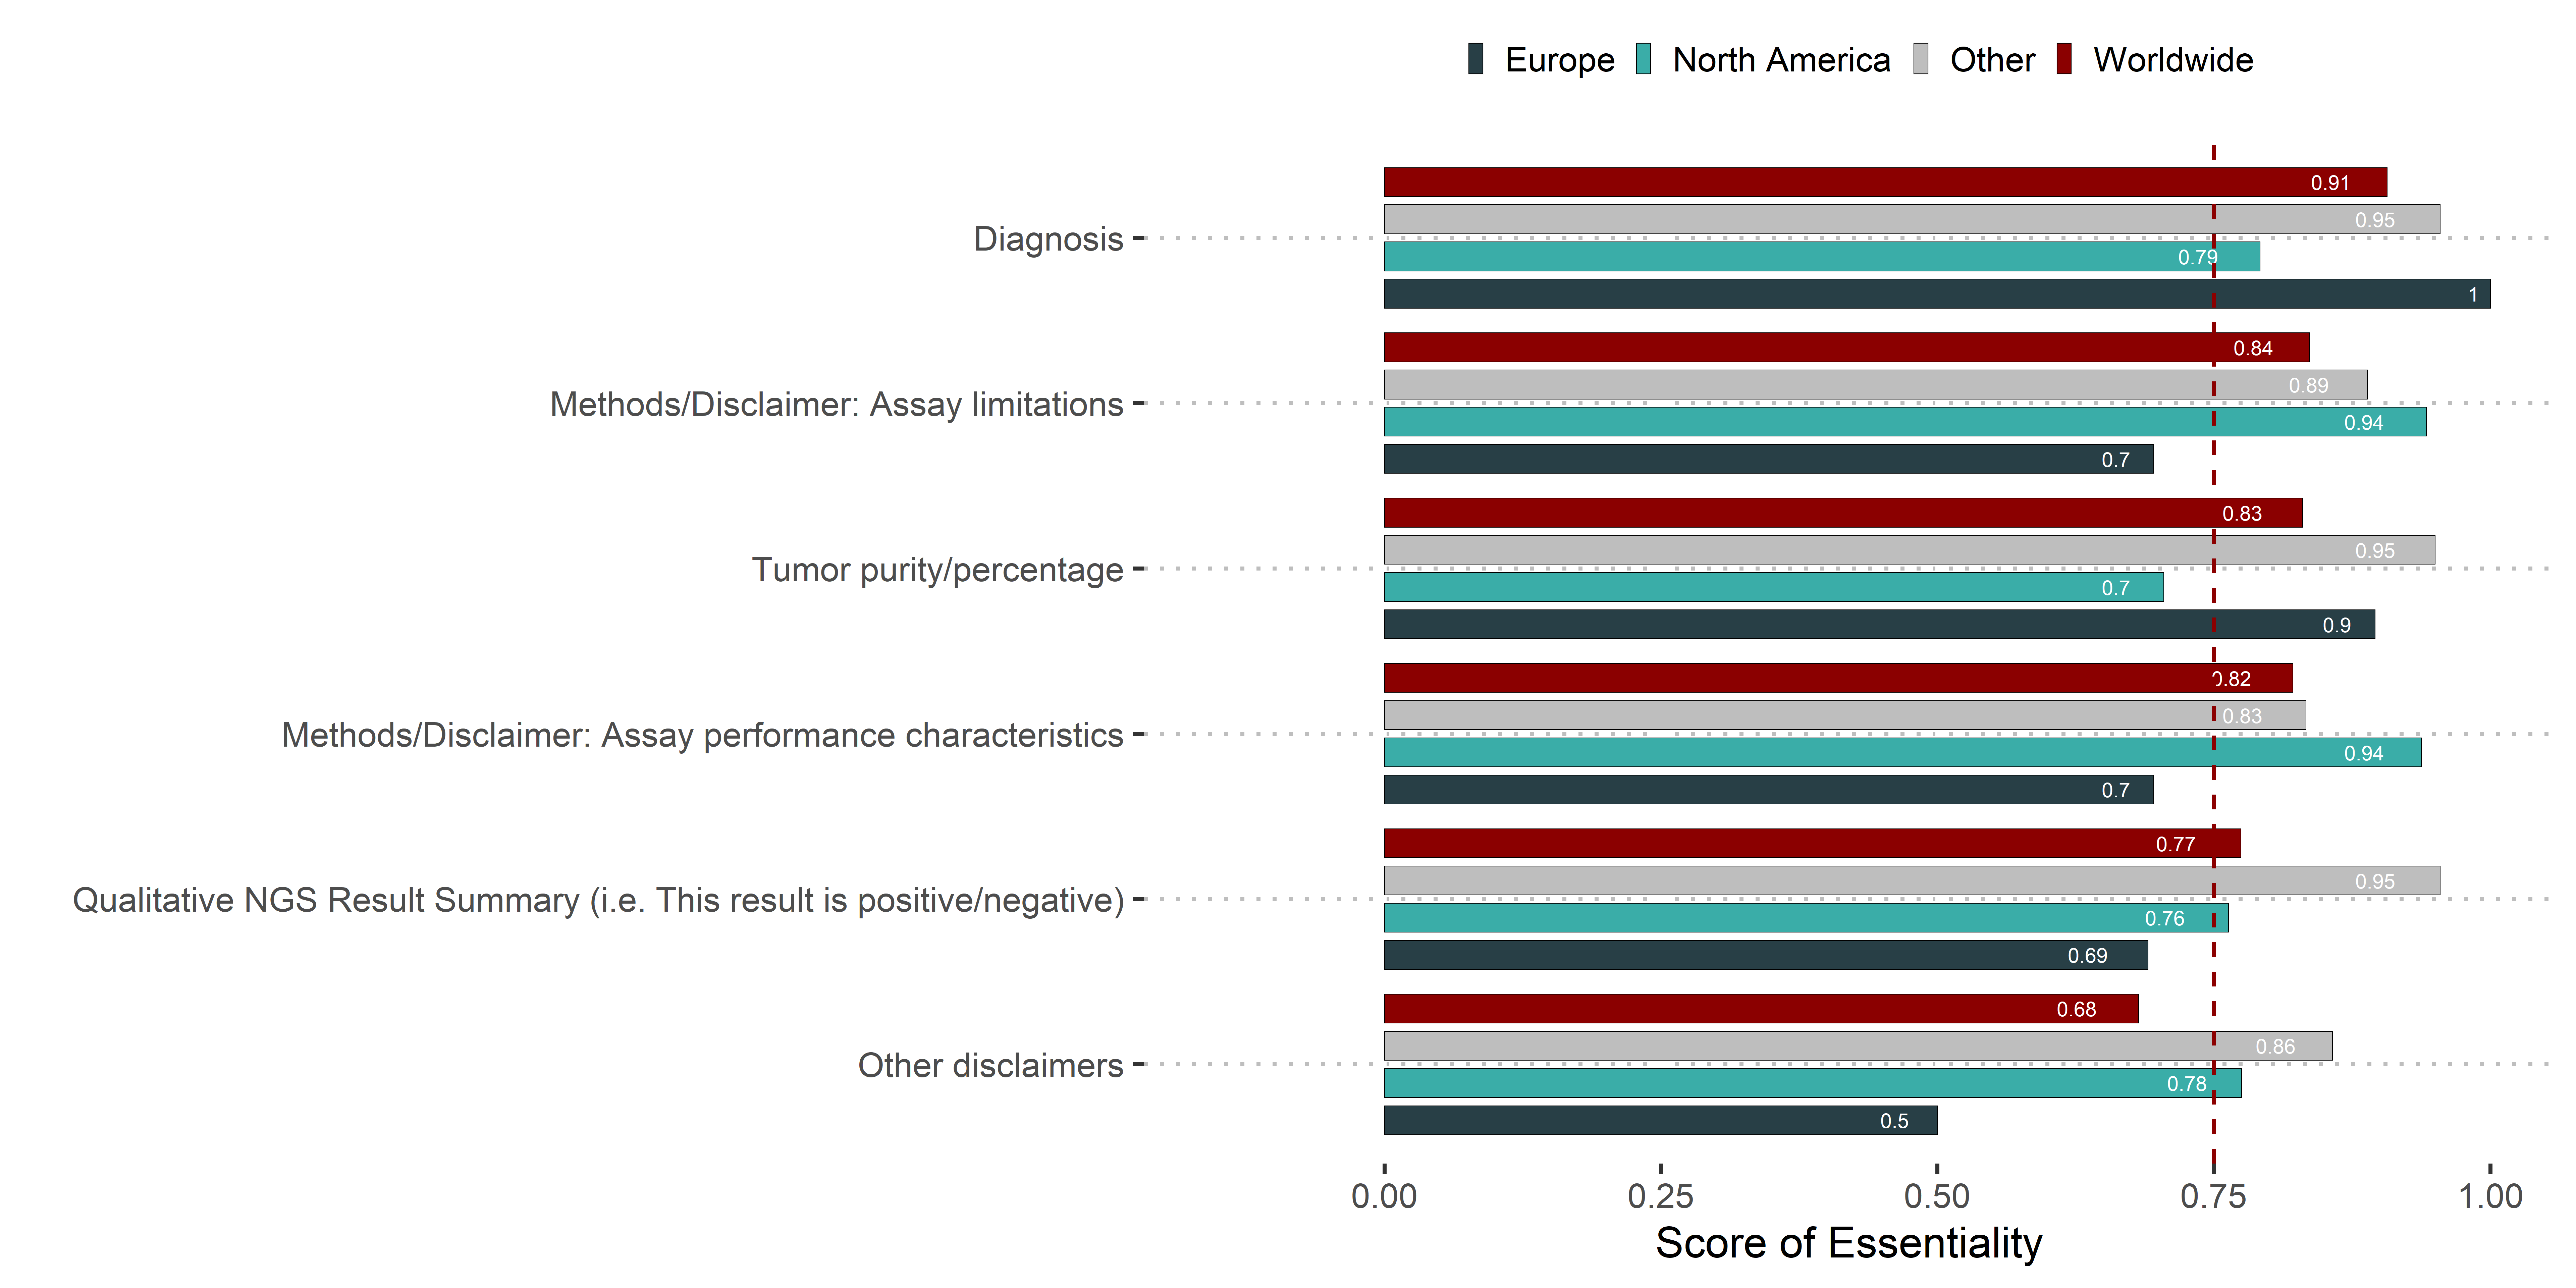 Europe North America Other Worldwide
Diagnosis
0.91
0.95
0.79
1
Methods/Disclaimer: Assay limitations
0.84
0.89
0.94
0.7
Tumor purity/percentage
0.83
0.95
0.7
0.9
Methods/Disclaimer: Assay performance characteristics
0.82
0.83
0.94
0.7
Qualitative NGS Result Summary (i.e. This result is positive/negative)
0.77
0.95
0.76
0.69
Other disclaimers
0.68
0.86
0.78
0.5
0.00 0.25 0.50 0.75 1.00
Score of Essentiality